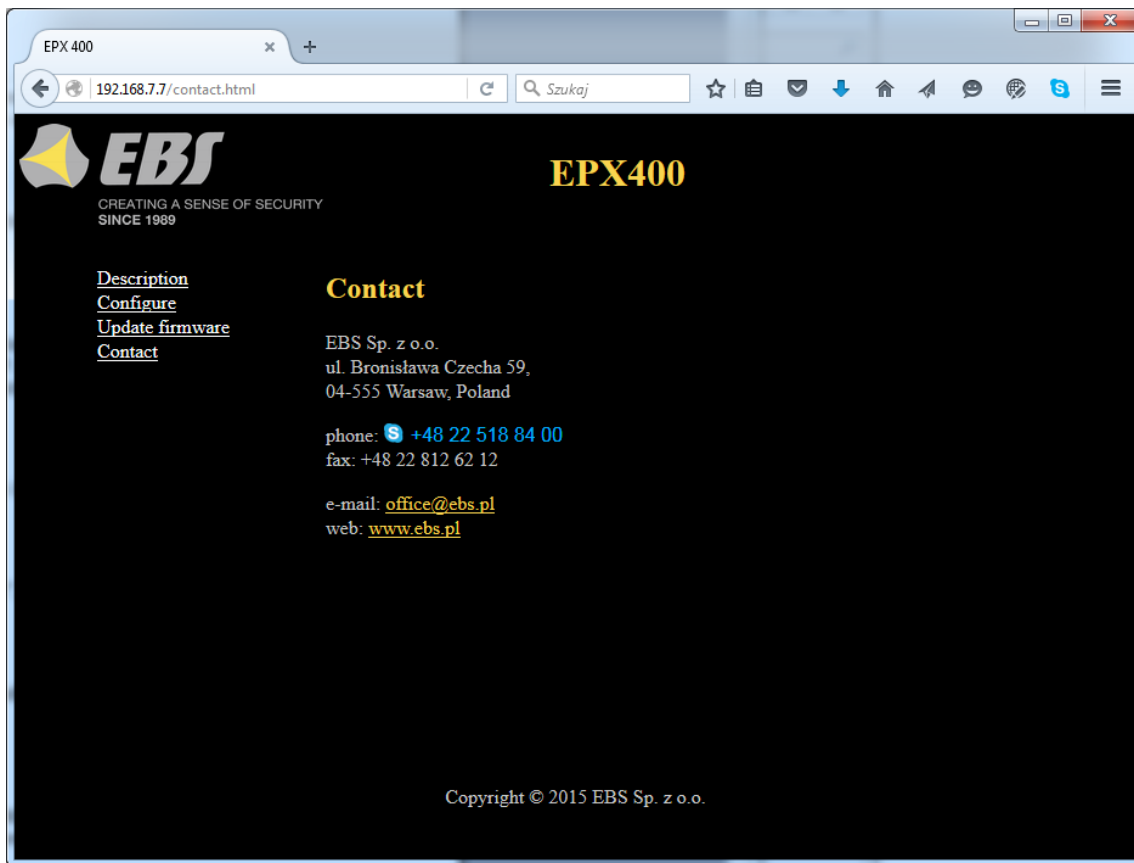 EPX 400
192.168.7.7/contact.html
Szukaj
EBS
CREATING A SENSE OF SECURITY
SINCE 1989
EPX400
Description
Configure
Update firmware
Contact
Contact
EBS Sp. z o.o.
ul. Bronisława Czecha 59,
04-555 Warsaw, Poland
phone: +48 22 518 84 00
fax: +48 22 812 62 12
e-mail: office@ebs.pl
web: www.ebs.pl
Copyright © 2015 EBS Sp. z o.o.